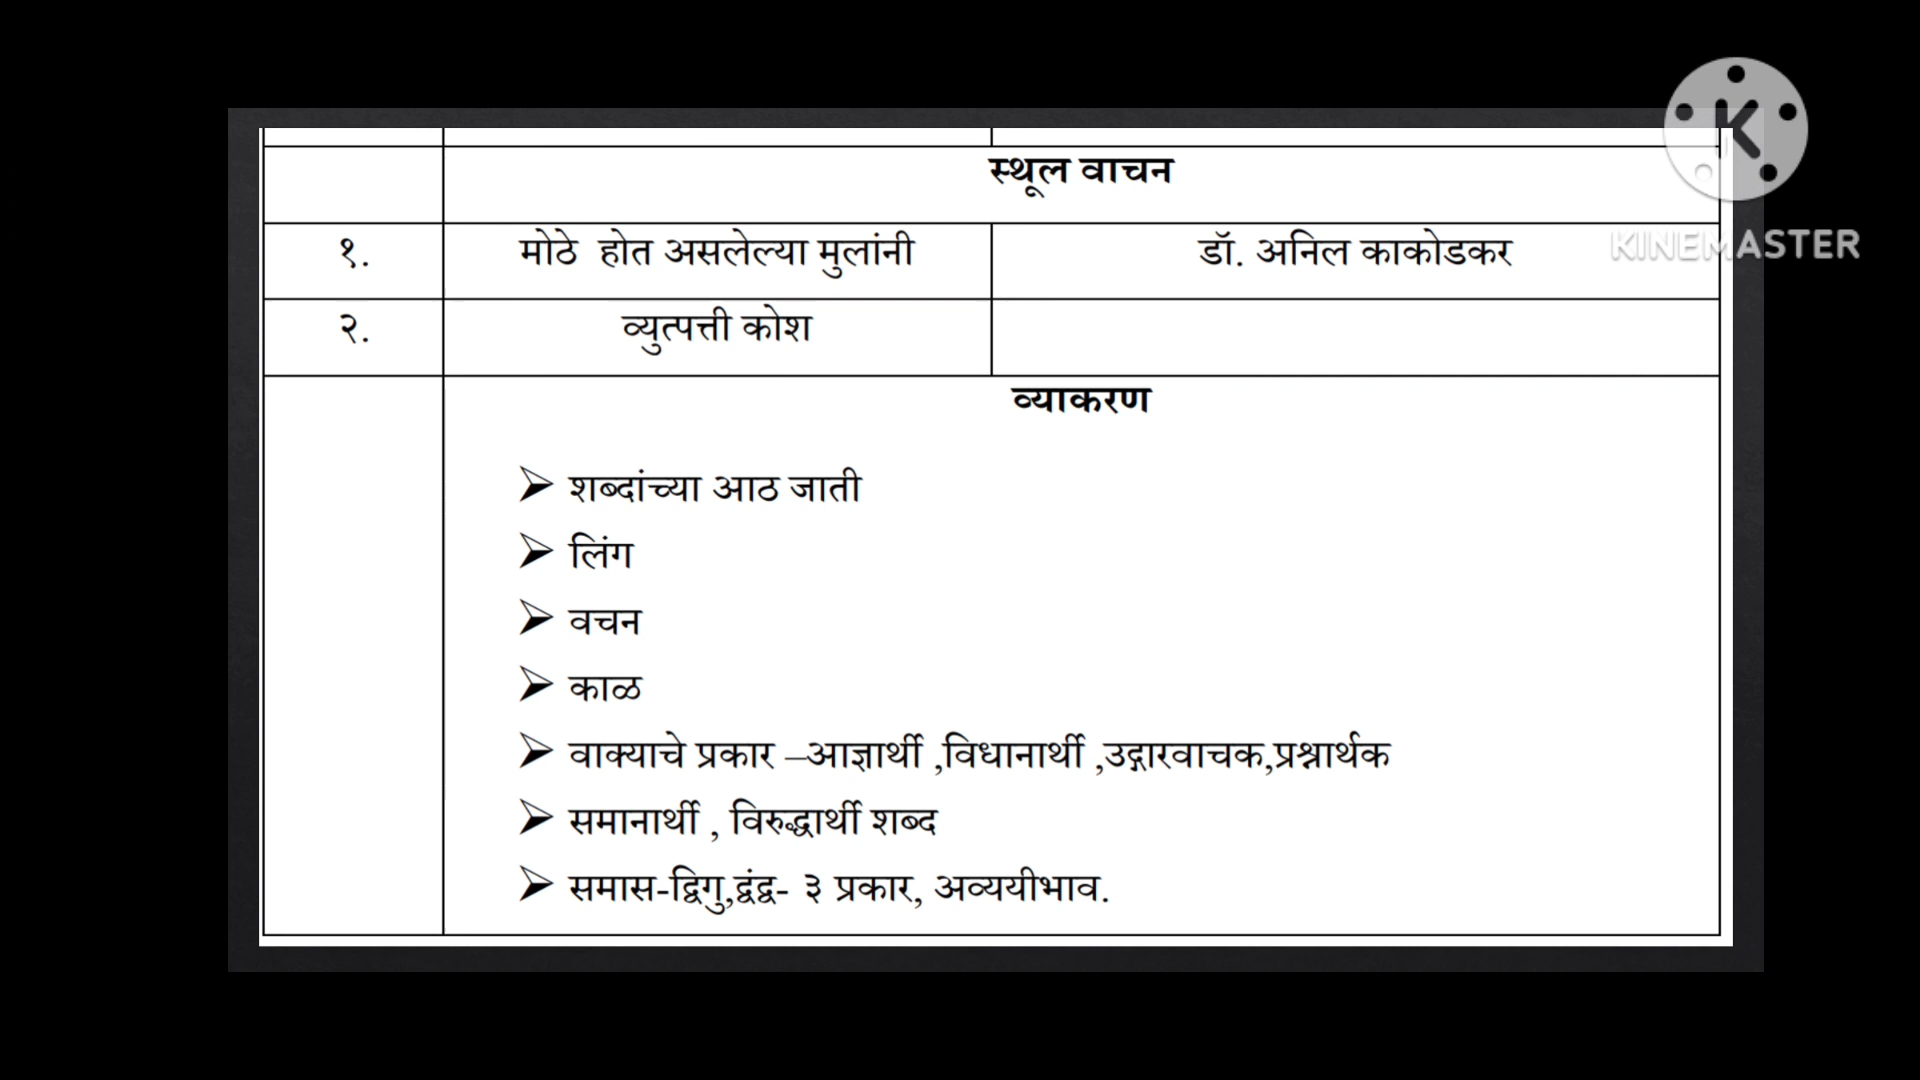 स्थूल वाचन
१. मोठे होत असलेल्या मुलांनी डॉ. अनिल काकोडकर
२. व्युत्पत्ती कोश
व्याकरण
➤ शब्दांच्या आठ जाती
➤ लिंग
➤ वचन
➤ काळ
➤ वाक्याचे प्रकार –आज्ञार्थी ,विधानार्थी ,उद्गारवाचक,प्रश्नार्थक
➤ समानार्थी , विरुद्धार्थी शब्द
➤ समास-द्विगु,द्वंद्व- ३ प्रकार, अव्ययीभाव.
K
KINEMASTER